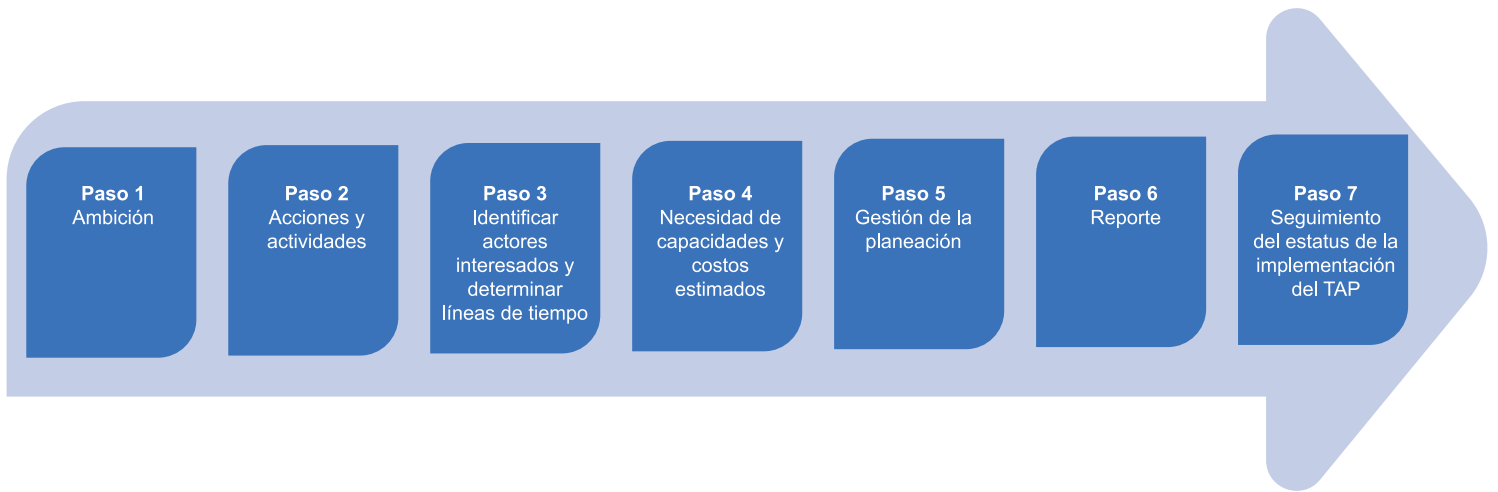 Paso 1
Ambición
Paso 2
Acciones y
actividades
Paso 3
Identificar
actores
interesados y
determinar
líneas de tiempo
Paso 4
Necesidad de
capacidades y
costos
estimados
Paso 5
Gestión de la
planeación
Paso 6
Reporte
Paso 7
Seguimiento
del estatus de la
implementación
del TAP